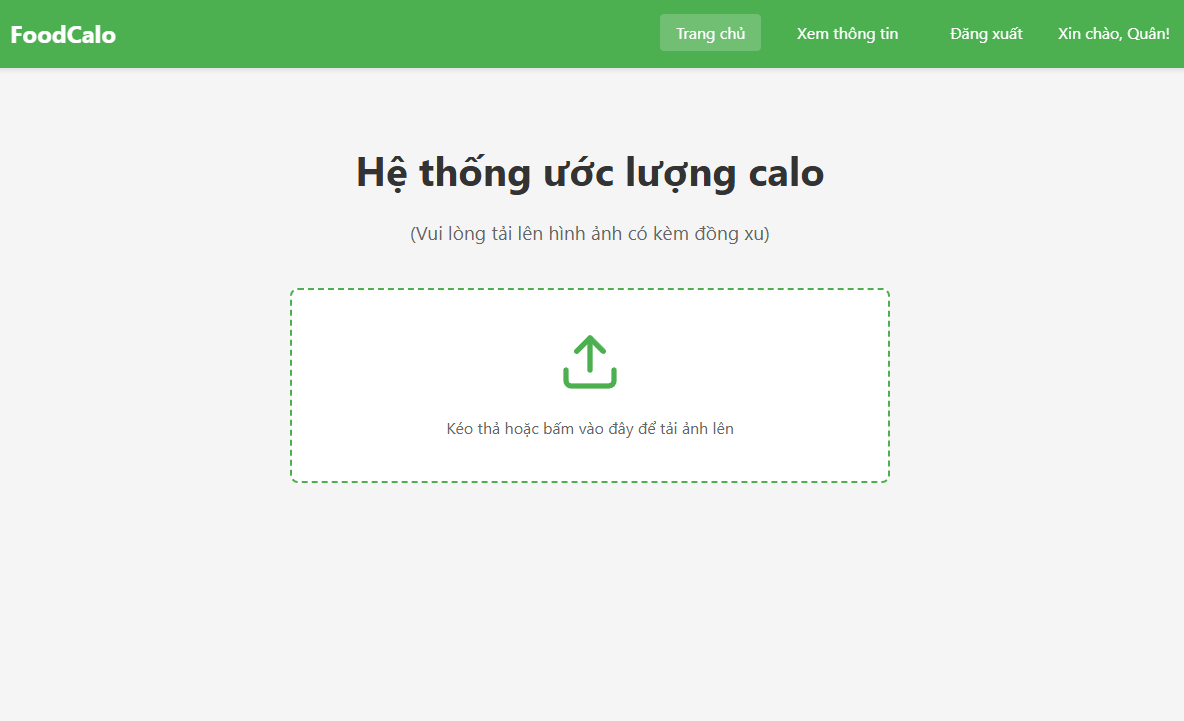 FoodCalo
Trang chủ Xem thông tin Đăng xuất Xin chào, Quân!
Hệ thống ước lượng calo
(Vui lòng tải lên hình ảnh có kèm đồng xu)
Kéo thả hoặc bấm vào đây để tải ảnh lên